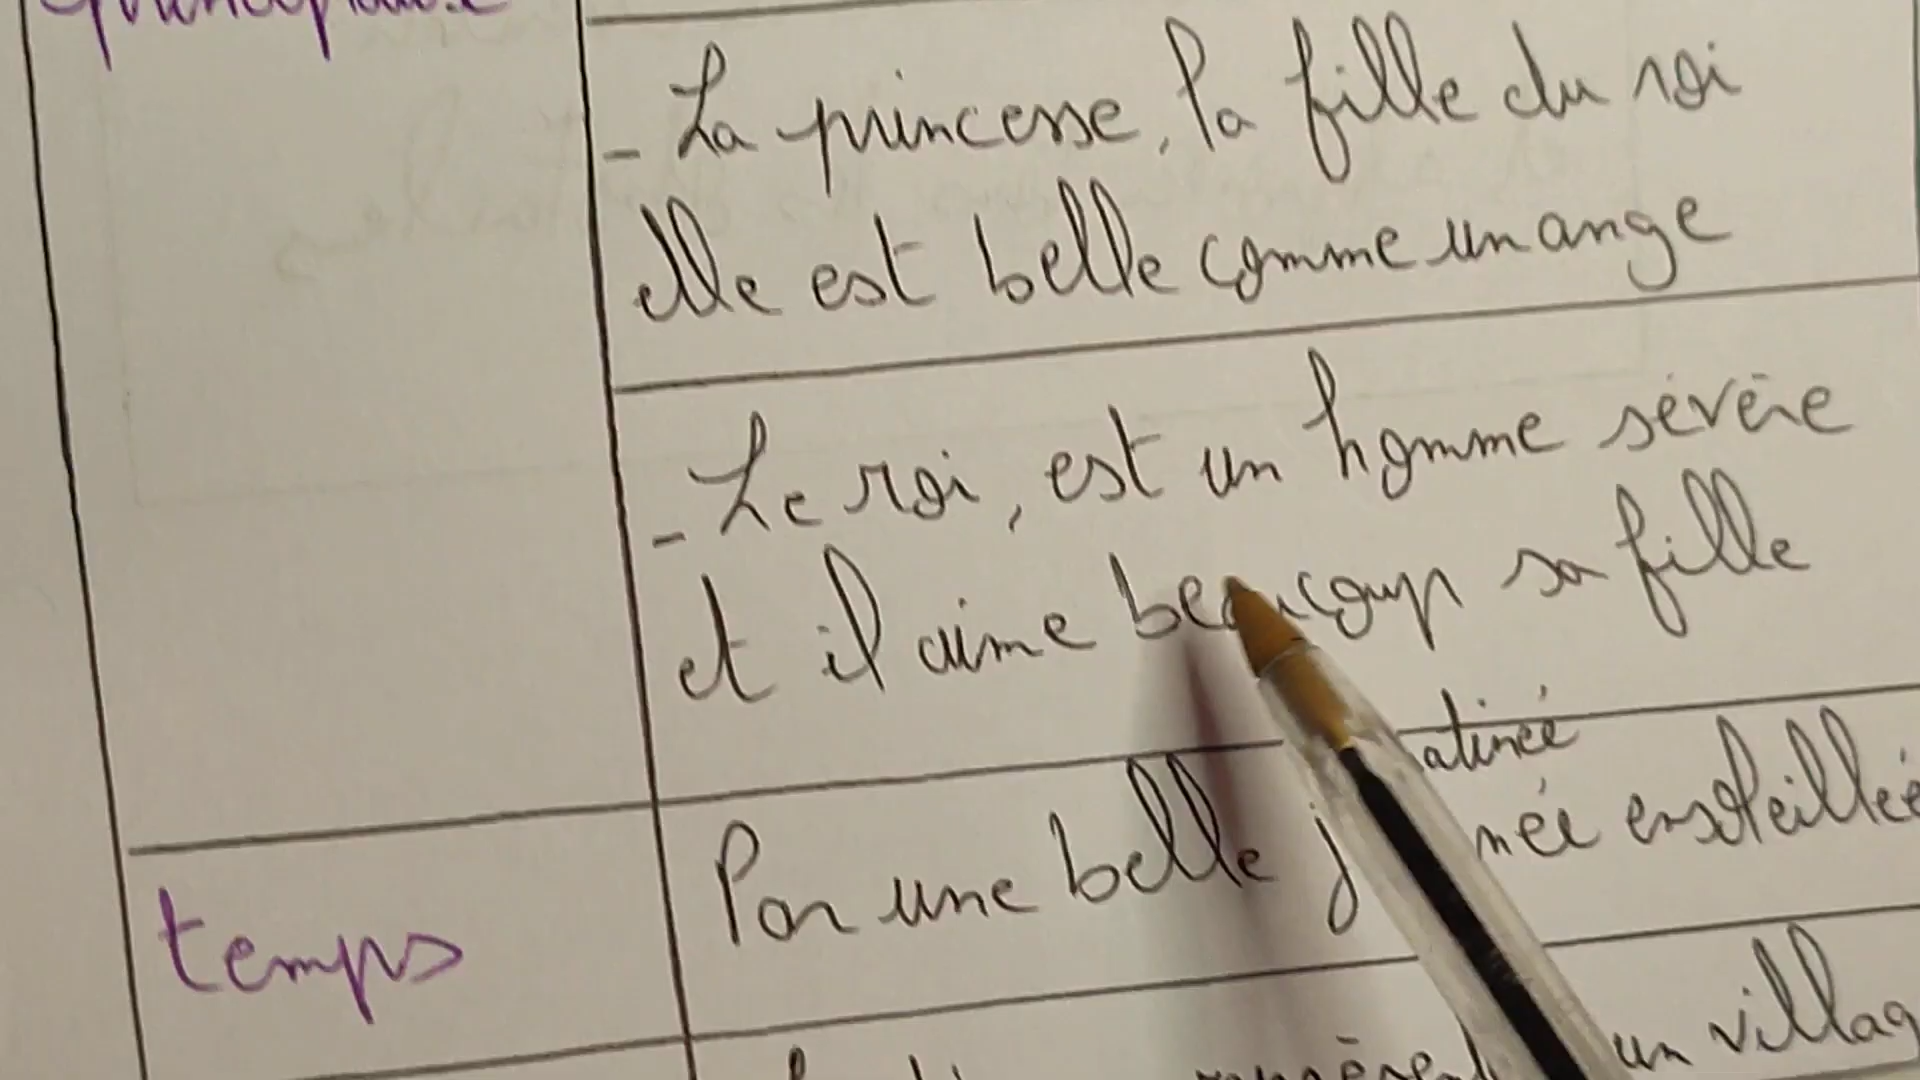 - La princesse, la fille du roi
elle est belle comme un ange
- Le roi, est un homme sévère
et il aime beaucoup sa fille
temps
Par une belle ensoleillée
un